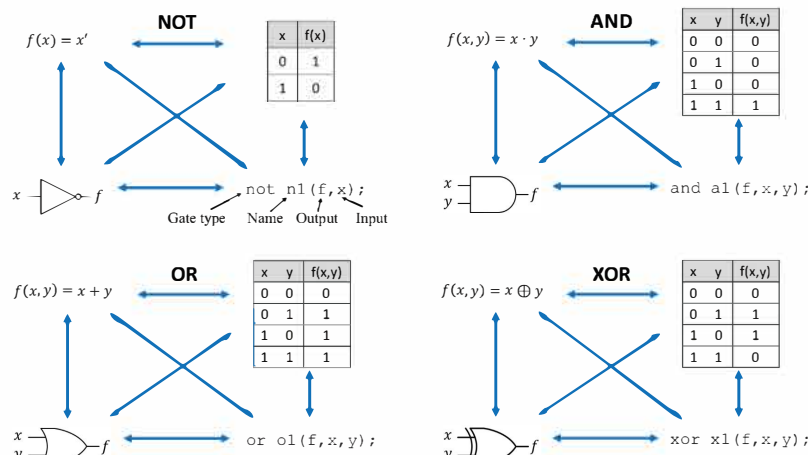 NOT
f(x) = x′
x f(x)
0 1
1 0
x f
not n1(f,x);
Gate type Name Output Input
AND
f(x,y) = x · y
x y f(x,y)
0 0 0
0 1 0
1 0 0
1 1 1
x
y
f
and a1(f,x,y);
OR
f(x,y) = x + y
x y f(x,y)
0 0 0
0 1 1
1 0 1
1 1 1
x
y
f
or o1(f,x,y);
XOR
f(x,y) = x ⊕ y
x y f(x,y)
0 0 0
0 1 1
1 0 1
1 1 0
x
y
f
xor x1(f,x,y);